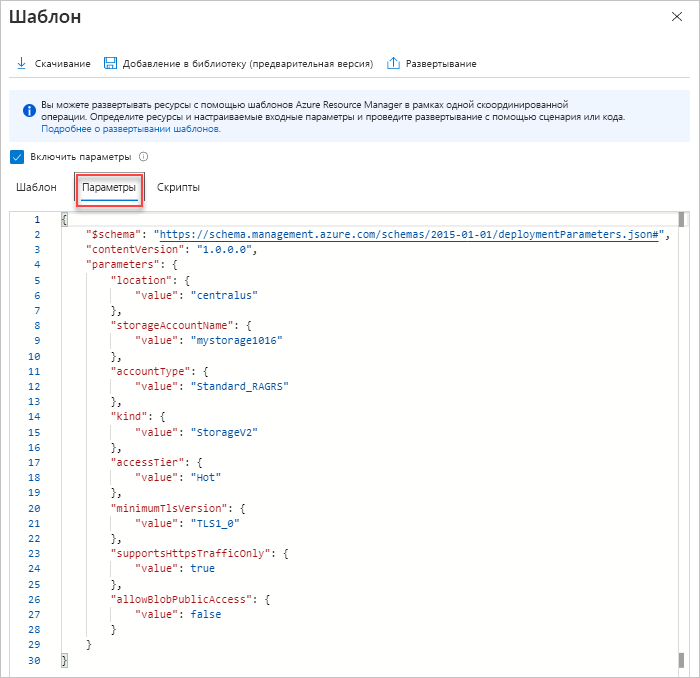 Шаблон
Скачивание Добавление в библиотеку (предварительная версия) Развертывание
Вы можете развертывать ресурсы с помощью шаблонов Azure Resource Manager в рамках одной скоординированной
операции. Определите ресурсы и настраиваемые входные параметры и проведите развертывание с помощью сценария или кода.
Подробнее о развертывании шаблонов.
Включить параметры
Шаблон Параметры Скрипты
1 {
2 "$schema": "https://schema.management.azure.com/schemas/2015-01-01/deploymentParameters.json#",
3 "contentVersion": "1.0.0.0",
4 "parameters": {
5 "location": {
6 "value": "centralus"
7 },
8 "storageAccountName": {
9 "value": "mystorage1016"
10 },
11 "accountType": {
12 "value": "Standard_RAGRS"
13 },
14 "kind": {
15 "value": "StorageV2"
16 },
17 "accessTier": {
18 "value": "Hot"
19 },
20 "minimumTlsVersion": {
21 "value": "TLS1_0"
22 },
23 "supportsHttpsTrafficOnly": {
24 "value": true
25 },
26 "allowBlobPublicAccess": {
27 "value": false
28 }
29 }
30 }